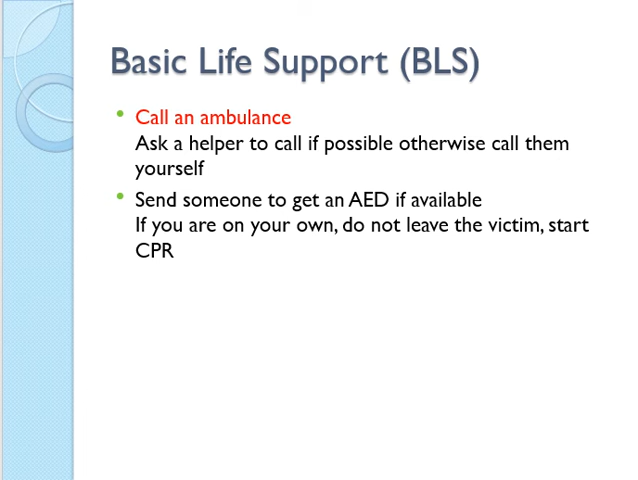 Basic Life Support (BLS)
• Call an ambulance
Ask a helper to call if possible otherwise call them
yourself
• Send someone to get an AED if available
If you are on your own, do not leave the victim, start
CPR